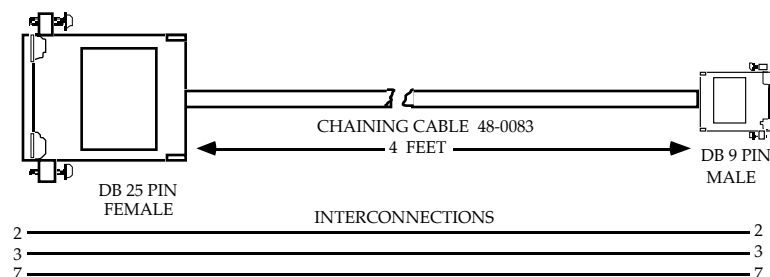 CHAINING CABLE 48-0083
4 FEET
DB 25 PIN
FEMALE
DB 9 PIN
MALE
INTERCONNECTIONS
2 2
3 3
7 7